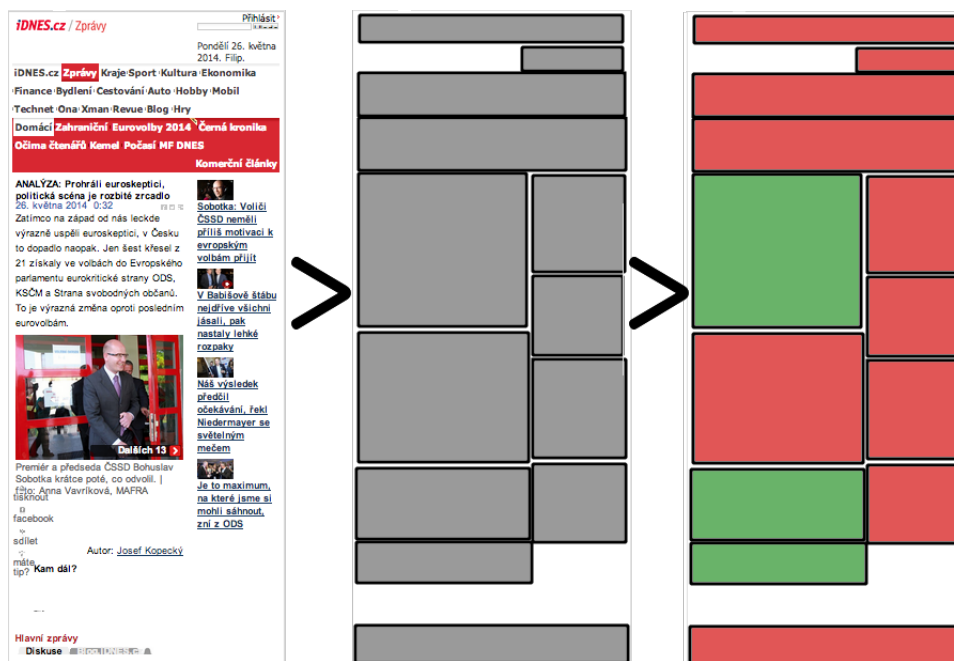 iDNES.cz / Zprávy
Přihlásit
Pondělí 26. května
2014. Filip.
iDNES.cz Zprávy Kraje Sport Kultura Ekonomika
Finance Bydlení Cestování Auto Hobby Mobil
Technet Ona Xman Revue Blog Hry
Domácí Zahraniční Eurovolby 2014 Černá kronika
Očima čtenářů Kemel Počasí MF DNES
Komerční články
ANALÝZA: Prohráli euroskeptici,
politická scéna je rozbité zrcadlo
26. května 2014 0:32
Zatímco na západ od nás leckde
výrazně uspěli euroskeptici, v Česku
to dopadlo naopak. Jen šest křesel z
21 získaly ve volbách do Evropského
parlamentu eurokritické strany ODS,
KSČM a Strana svobodných občanů.
To je výrazná změna oproti posledním
eurovolbám.
Dalších 13
Premiér a předseda ČSSD Bohuslav
Sobotka krátce poté, co odvolil. |
foto: Anna Vavríková, MAFRA
tisknout
facebook
sdílet
Autor: Josef Kopecký
máte
tip?
Kam dál?
Sobotka: Voliči
ČSSD neměli
příliš motivaci k
evropským
volbám přijít
V Babišově štábu
nejdříve všichni
jásali, pak
nastaly lehké
rozpaky
Náš výsledek
předčil
očekávání, řekl
Niedermayer se
světelným
mečem
Je to maximum,
na které jsme si
mohli sáhnout,
zní z ODS
Hlavní zprávy
Diskuse Blog.iDNES.cz